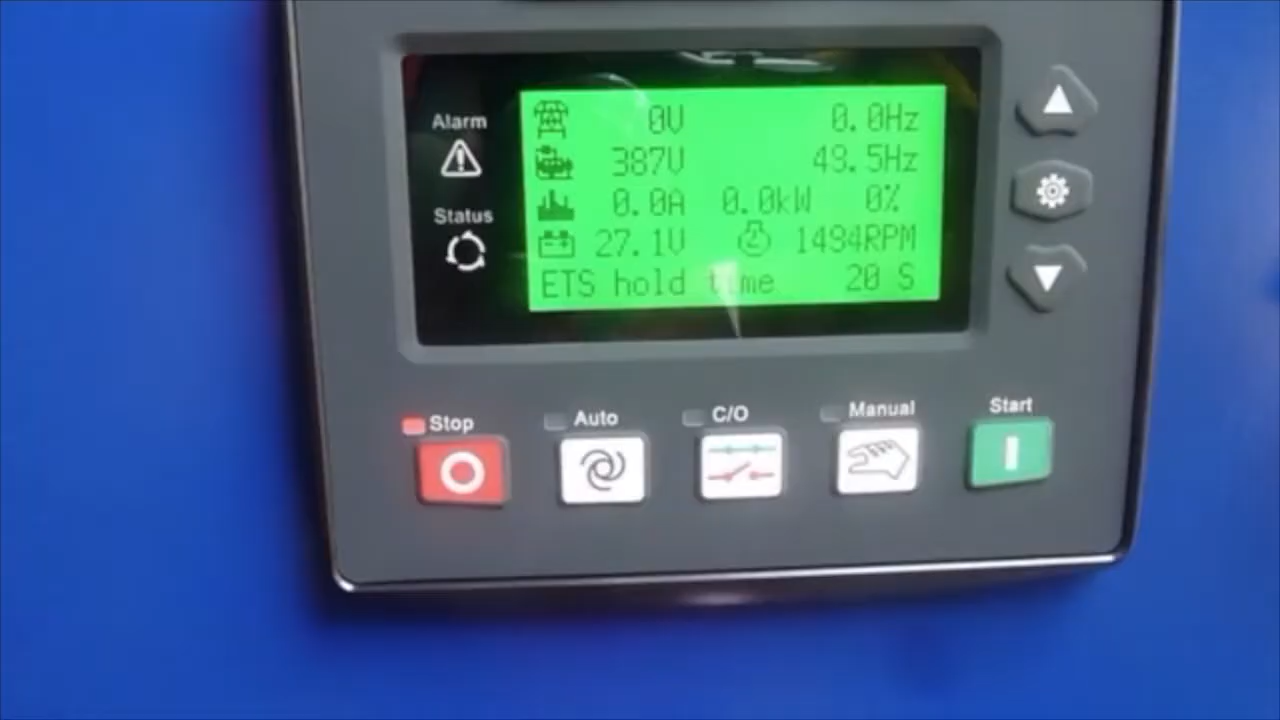 Alarm
Status
0V 0.0Hz
387V 49.5Hz
0.0A 0.0kW 0%
27.1V 1494RPM
ETS hold time 20 S
Stop
Auto
C/O
Manual
Start